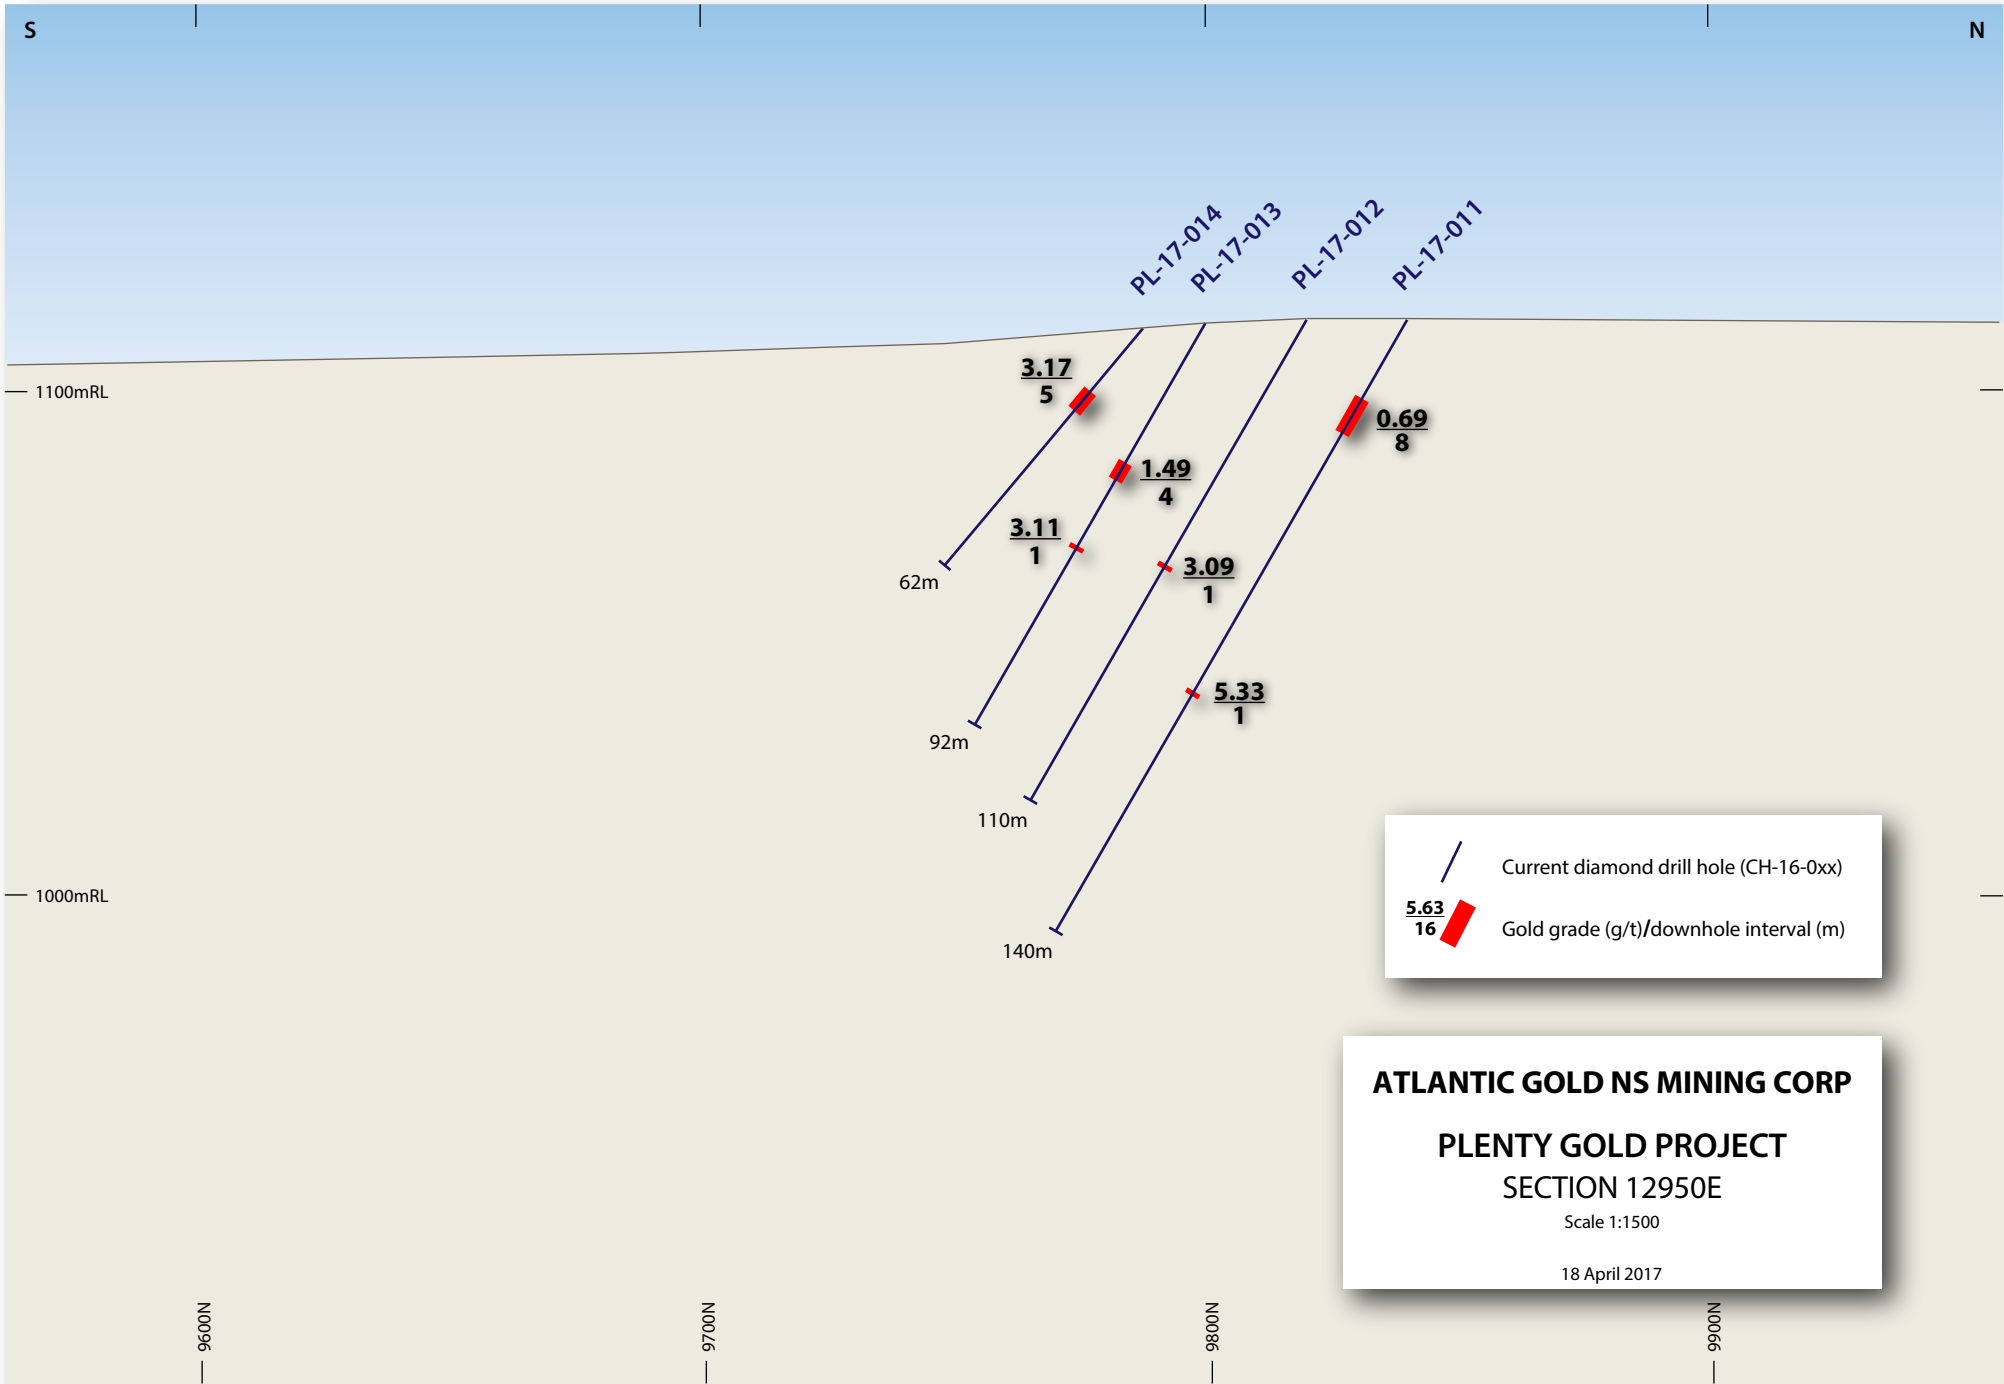 S
N
PL-17-014
PL-17-013
PL-17-012
PL-17-011
1100mRL
3.17
5
0.69
8
1.49
4
3.11
1
3.09
1
62m
5.33
1
92m
110m
1000mRL
140m
Current diamond drill hole (CH-16-0xx)
5.63
16
Gold grade (g/t)/downhole interval (m)
ATLANTIC GOLD NS MINING CORP
PLENTY GOLD PROJECT
SECTION 12950E
Scale 1:1500
18 April 2017
9600N
9700N
9800N
9900N